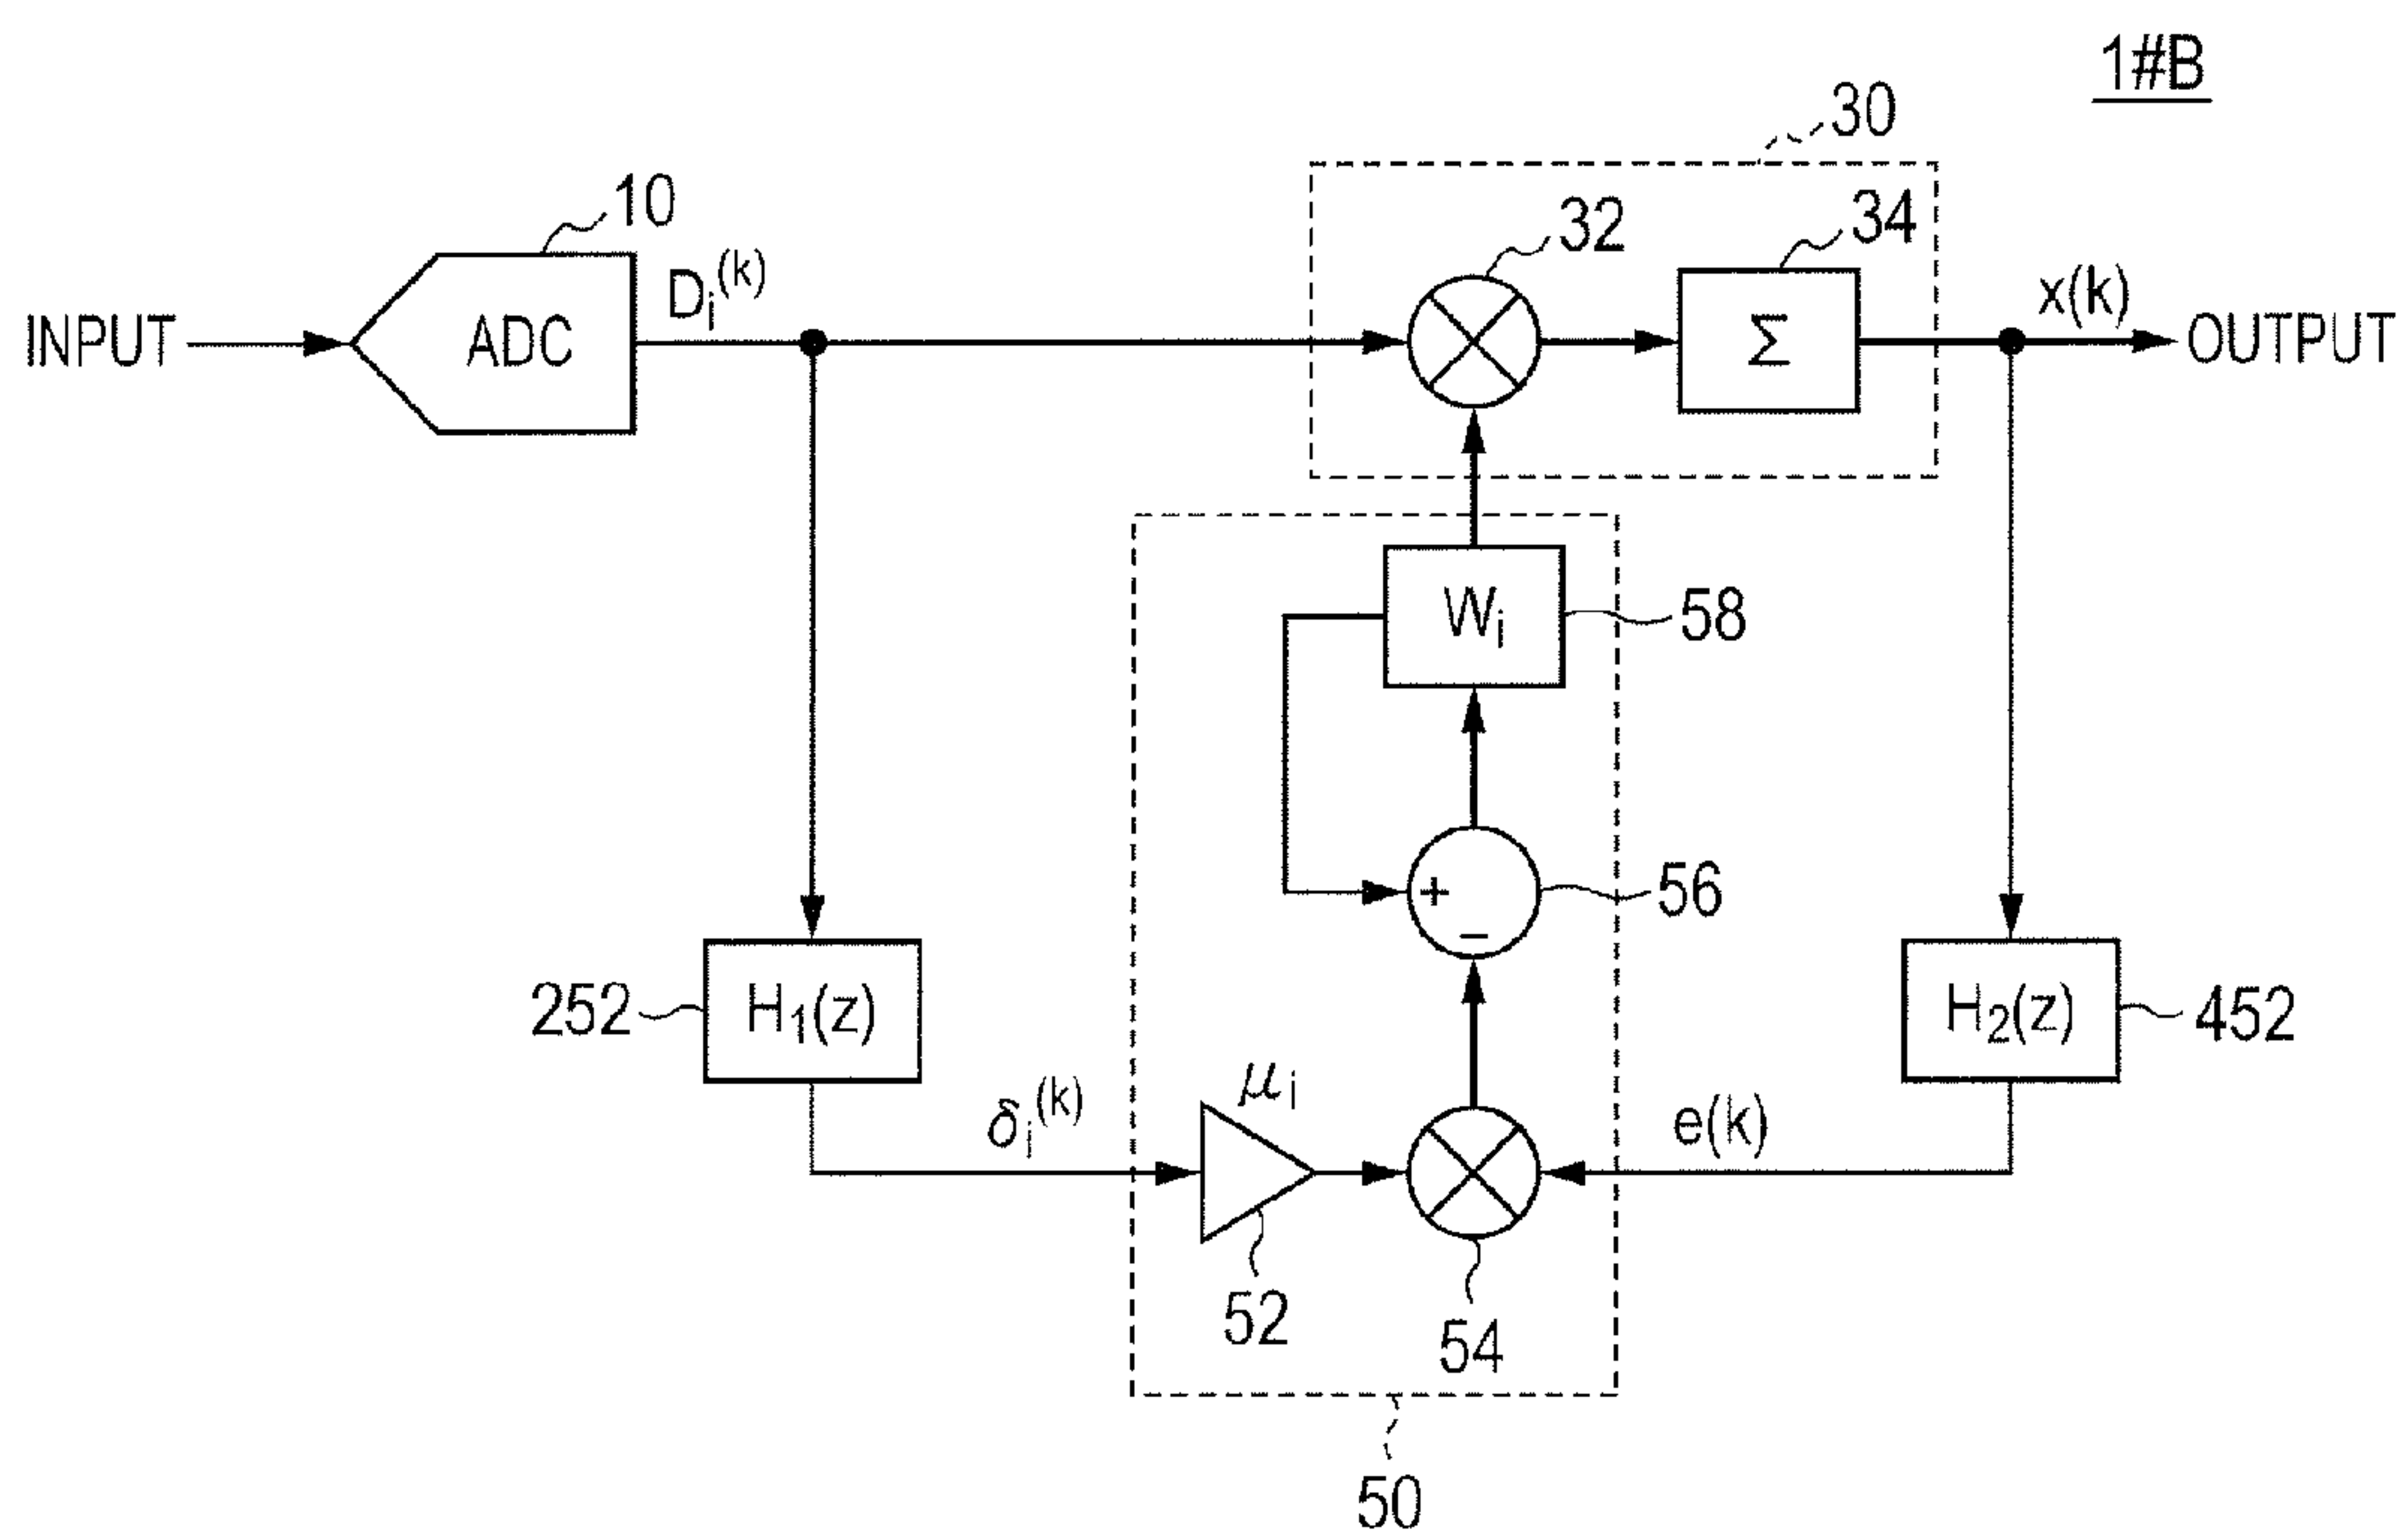 1#B
30
10
32
34
D_i^(k)
x(k)
INPUT
ADC
Σ
OUTPUT
W_i
58
+
−
56
252
H_1(z)
H_2(z)
452
δ_i^(k)
μ_i
e(k)
52
54
50